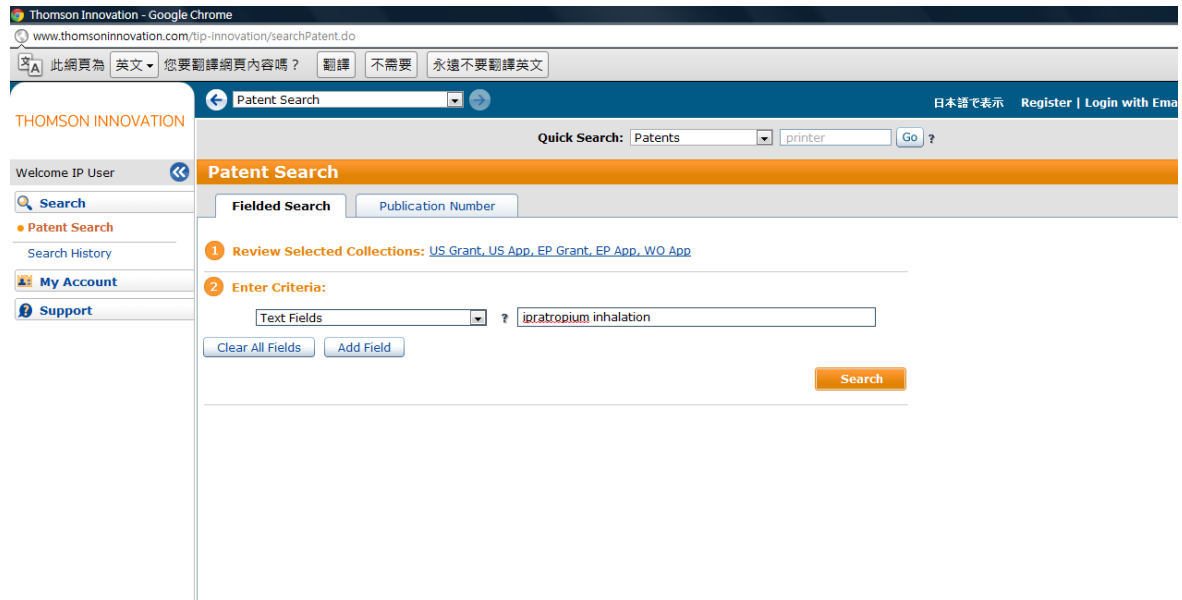 Thomson Innovation - Google Chrome
www.thomsoninnovation.com/tip-innovation/searchPatent.do
此網頁為 英文 您要翻譯網頁內容嗎？ 翻譯 不需要 永遠不要翻譯英文
THOMSON INNOVATION
Patent Search
日本語で表示 Register | Login with Ema
Quick Search: Patents printer Go ?
Welcome IP User
Patent Search
Search
Fielded Search Publication Number
Patent Search
Search History
1 Review Selected Collections: US Grant, US App, EP Grant, EP App, WO App
My Account
2 Enter Criteria:
Support
Text Fields ? ipratropium inhalation
Clear All Fields Add Field
Search